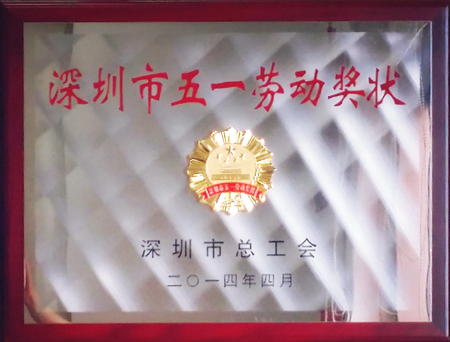 深圳市五一劳动奖状
深圳市总工会
二〇一四年四月